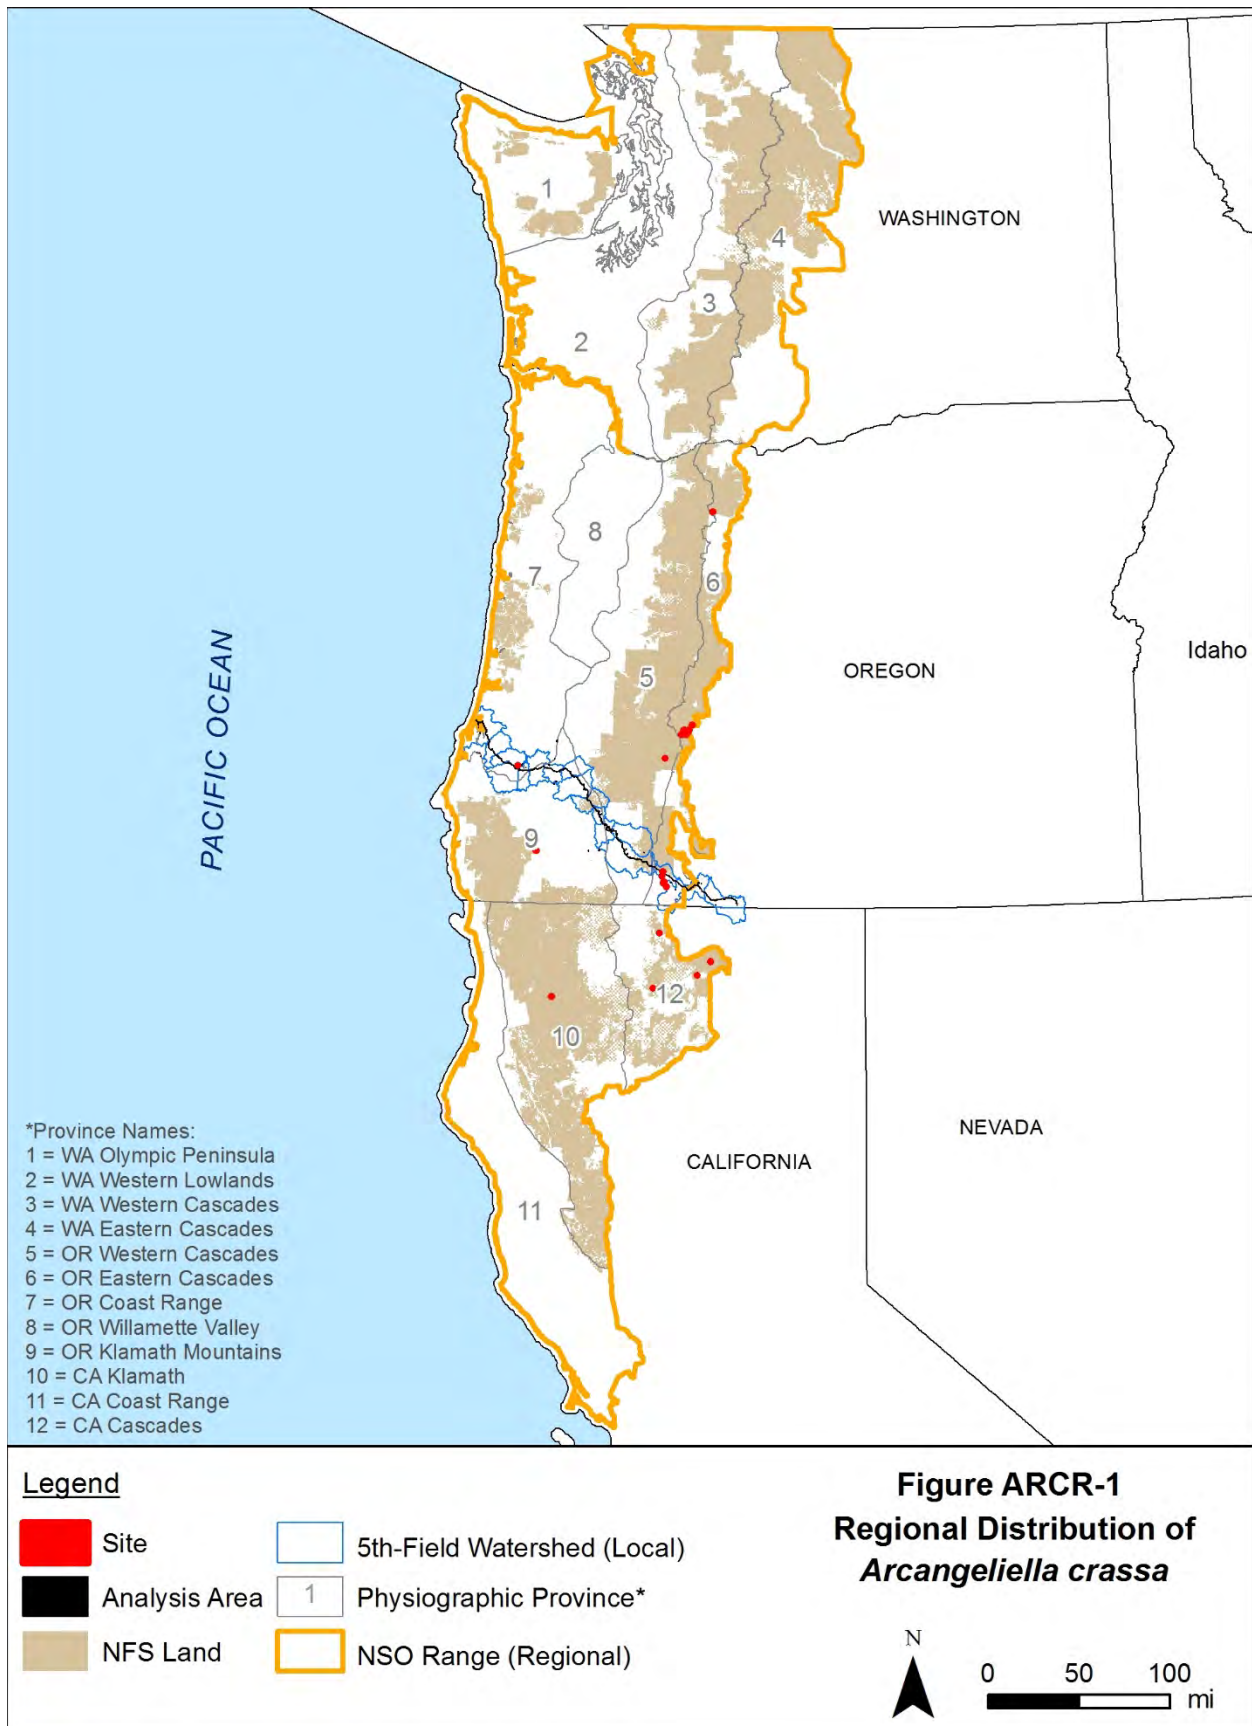 WASHINGTON
1
4
3
2
8
7
6
5
OREGON
Idaho
PACIFIC OCEAN
9
12
10
NEVADA
CALIFORNIA
11
*Province Names:
1 = WA Olympic Peninsula
2 = WA Western Lowlands
3 = WA Western Cascades
4 = WA Eastern Cascades
5 = OR Western Cascades
6 = OR Eastern Cascades
7 = OR Coast Range
8 = OR Willamette Valley
9 = OR Klamath Mountains
10 = CA Klamath
11 = CA Coast Range
12 = CA Cascades
Legend
Site
Analysis Area
NFS Land
5th-Field Watershed (Local)
1 Physiographic Province*
NSO Range (Regional)
Figure ARCR-1
Regional Distribution of
Arcangeliella crassa
N
0 50 100
mi